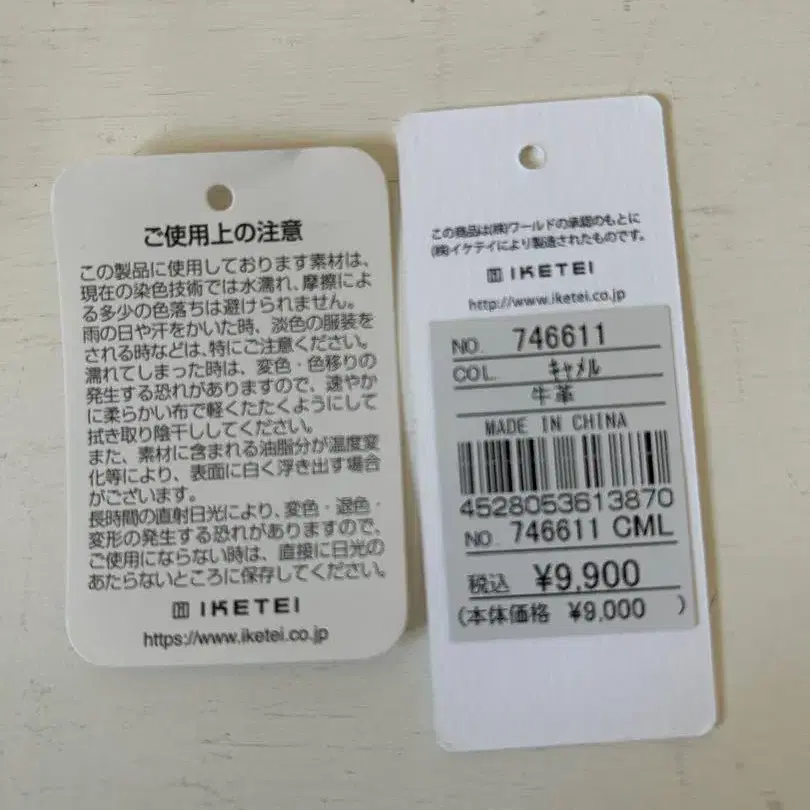 ご使用上の注意
この製品に使用しております素材は、
現在の染色技術では水濡れ、摩擦によ
る多少の色落ちは避けられません。
雨の日や汗をかいた時、淡色の服装を
される時などは、特にご注意ください。
濡れてしまった時は、変色・色移りの
発生する恐れがありますので、速やか
に柔らかい布で軽くたたくようにして
拭き取り陰干ししてください。
また、素材に含まれる油脂分が温度変
化等により、表面に白く浮き出す場合
がございます。
長時間の直射日光により、変色・退色・
変形の発生する恐れがありますので、
ご使用にならない時は、直接に日光の
あたらないところに保存してください。
IKETEI
https://www.iketei.co.jp
この商品は(株)ワールドの承認のもとに
(株)イケテイにより製造されたものです。
IKETEI
http://www.iketei.co.jp
NO. 746611
COL. キャメル
牛革
MADE IN CHINA
4528053613870
NO. 746611 CML
税込 ¥9,900
(本体価格 ¥9,000 )